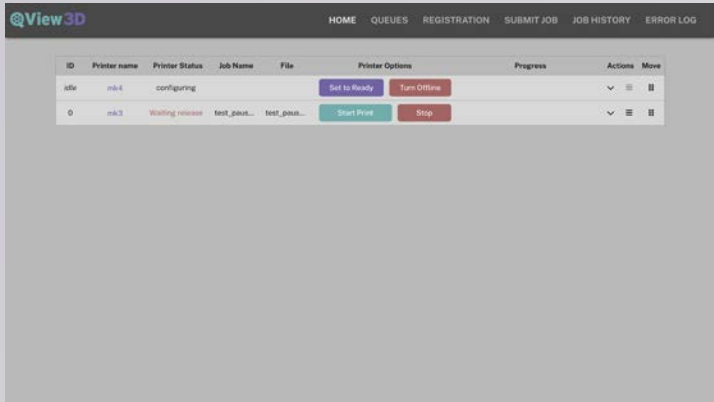 QView3D HOME QUEUES REGISTRATION SUBMIT JOB JOB HISTORY ERROR LOG
ID Printer name Printer Status Job Name File Printer Options Progress Actions Move
idle mk4 configuring Set to Ready Turn Offline
0 mk3 Waiting release test_paus... test_paus... Start Print Stop